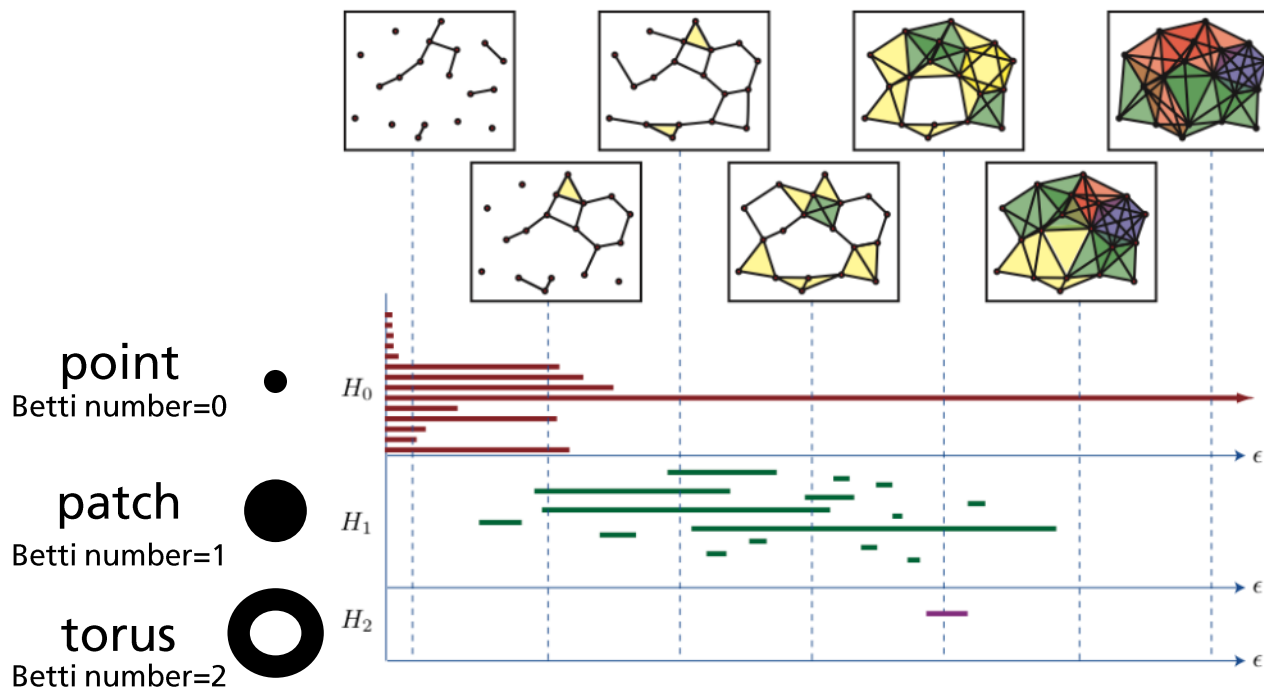 point
Betti number=0
H₀
ϵ
patch
Betti number=1
H₁
ϵ
torus
Betti number=2
H₂
ϵ